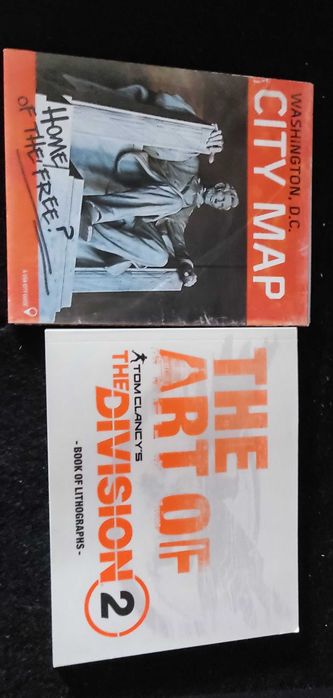 WASHINGTON, D.C.
CITY MAP
HOME
OF THE FREE?
THE
ART OF
TOM CLANCY'S
THE DIVISION 2
- BOOK OF LITHOGRAPHS -